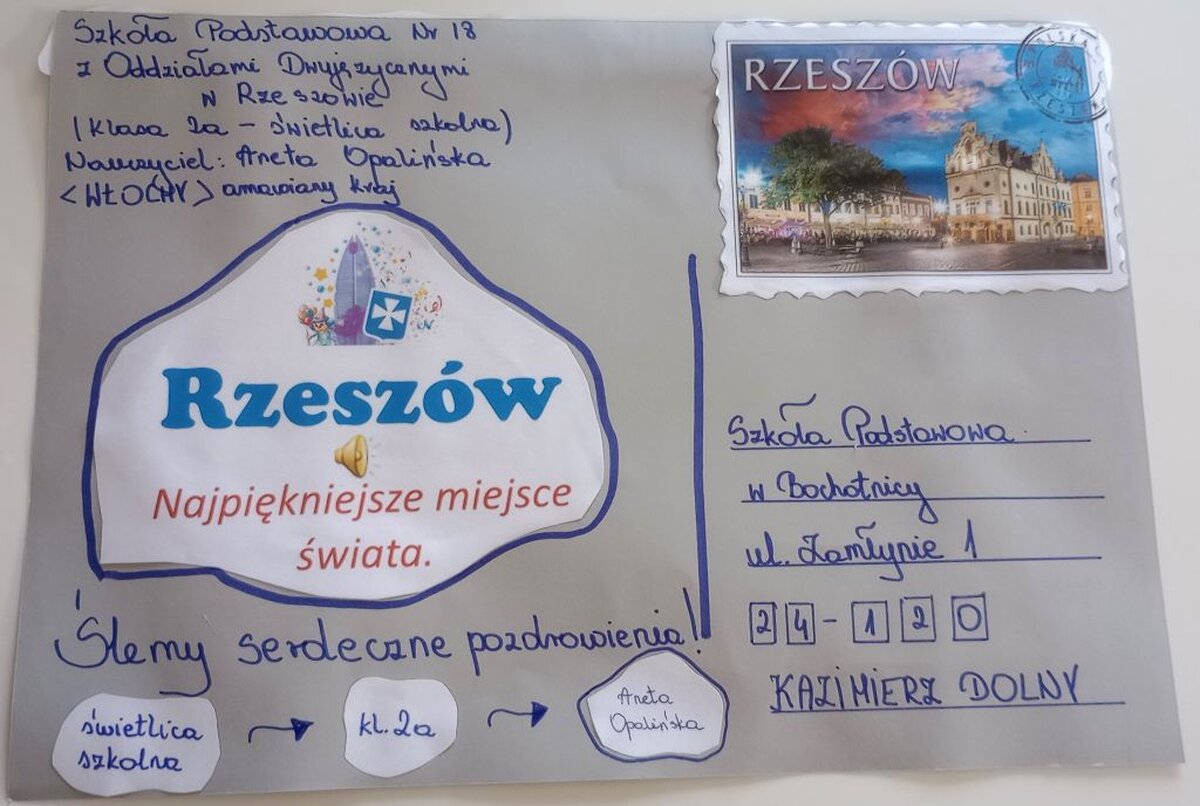 Szkoła Podstawowa Nr 18
z Oddziałami Dwujęzycznymi
w Rzeszowie
(klasa 2a - świetlica szkolna)
Nauczyciel: Aneta Opalińska
<WŁOCHY> omawiany kraj
RZESZÓW
Rzeszów
Najpiękniejsze miejsce
świata.
Ślemy serdeczne pozdrowienia!
świetlica
szkolna
kl. 2a
Aneta
Opalińska
Szkoła Podstawowa
w Bochotnicy
ul. Zamłynie 1
24-120
KAZIMIERZ DOLNY